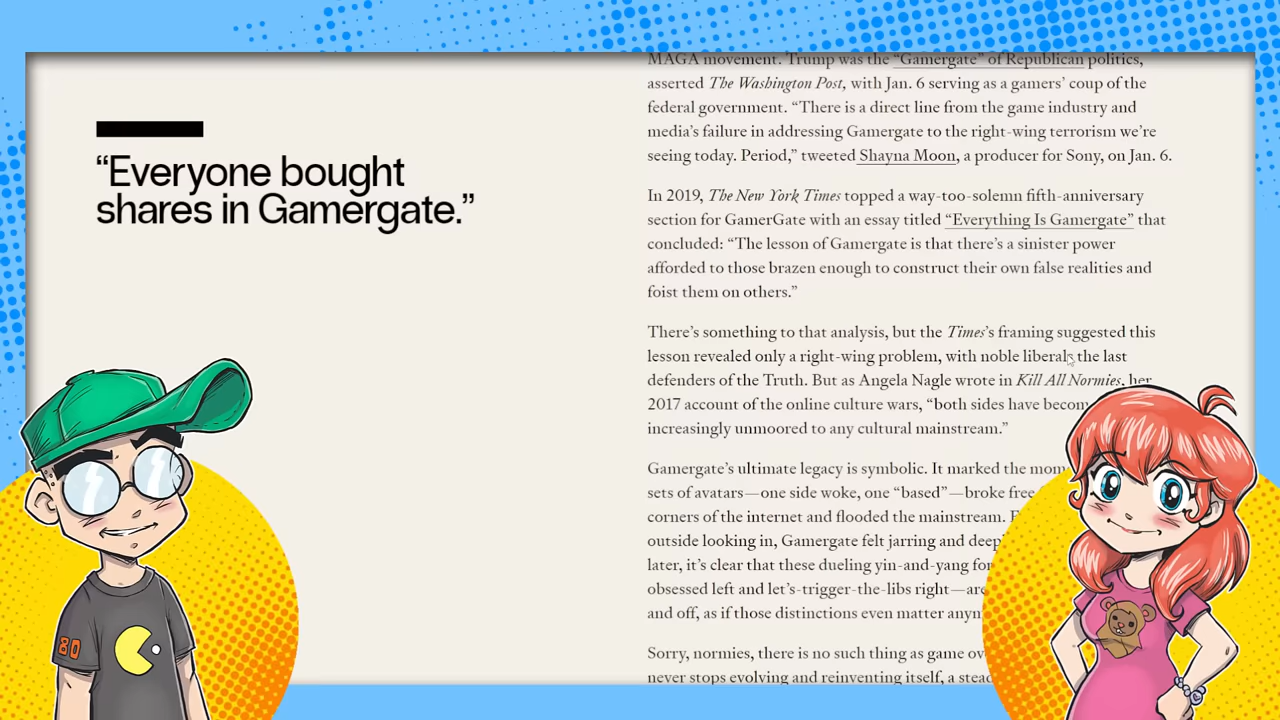 “Everyone bought
shares in Gamergate.”
MAGA movement. Trump was the “Gamergate” of Republican politics,
asserted The Washington Post, with Jan. 6 serving as a gamers’ coup of the
federal government. “There is a direct line from the game industry and
media’s failure in addressing Gamergate to the right-wing terrorism we’re
seeing today. Period,” tweeted Shayna Moon, a producer for Sony, on Jan. 6.
In 2019, The New York Times topped a way-too-solemn fifth-anniversary
section for GamerGate with an essay titled “Everything Is Gamergate” that
concluded: “The lesson of Gamergate is that there’s a sinister power
afforded to those brazen enough to construct their own false realities and
foist them on others.”
There’s something to that analysis, but the Times’s framing suggested this
lesson revealed only a right-wing problem, with noble liberals the last
defenders of the Truth. But as Angela Nagle wrote in Kill All Normies, her
2017 account of the online culture wars, “both sides have
increasingly unmoored to any cultural mainstream.”
Gamergate’s ultimate legacy is symbolic. It marked the
sets of avatars—one side woke, one “based”—broke free
corners of the internet and flooded the mainstream.
outside looking in, Gamergate felt jarring and
later, it’s clear that these dueling yin-and-yang
obsessed left and let’s-trigger-the-libs right—
and off, as if those distinctions even matter
Sorry, normies, there is no such thing as game
never stops evolving and reinventing itself, a
80